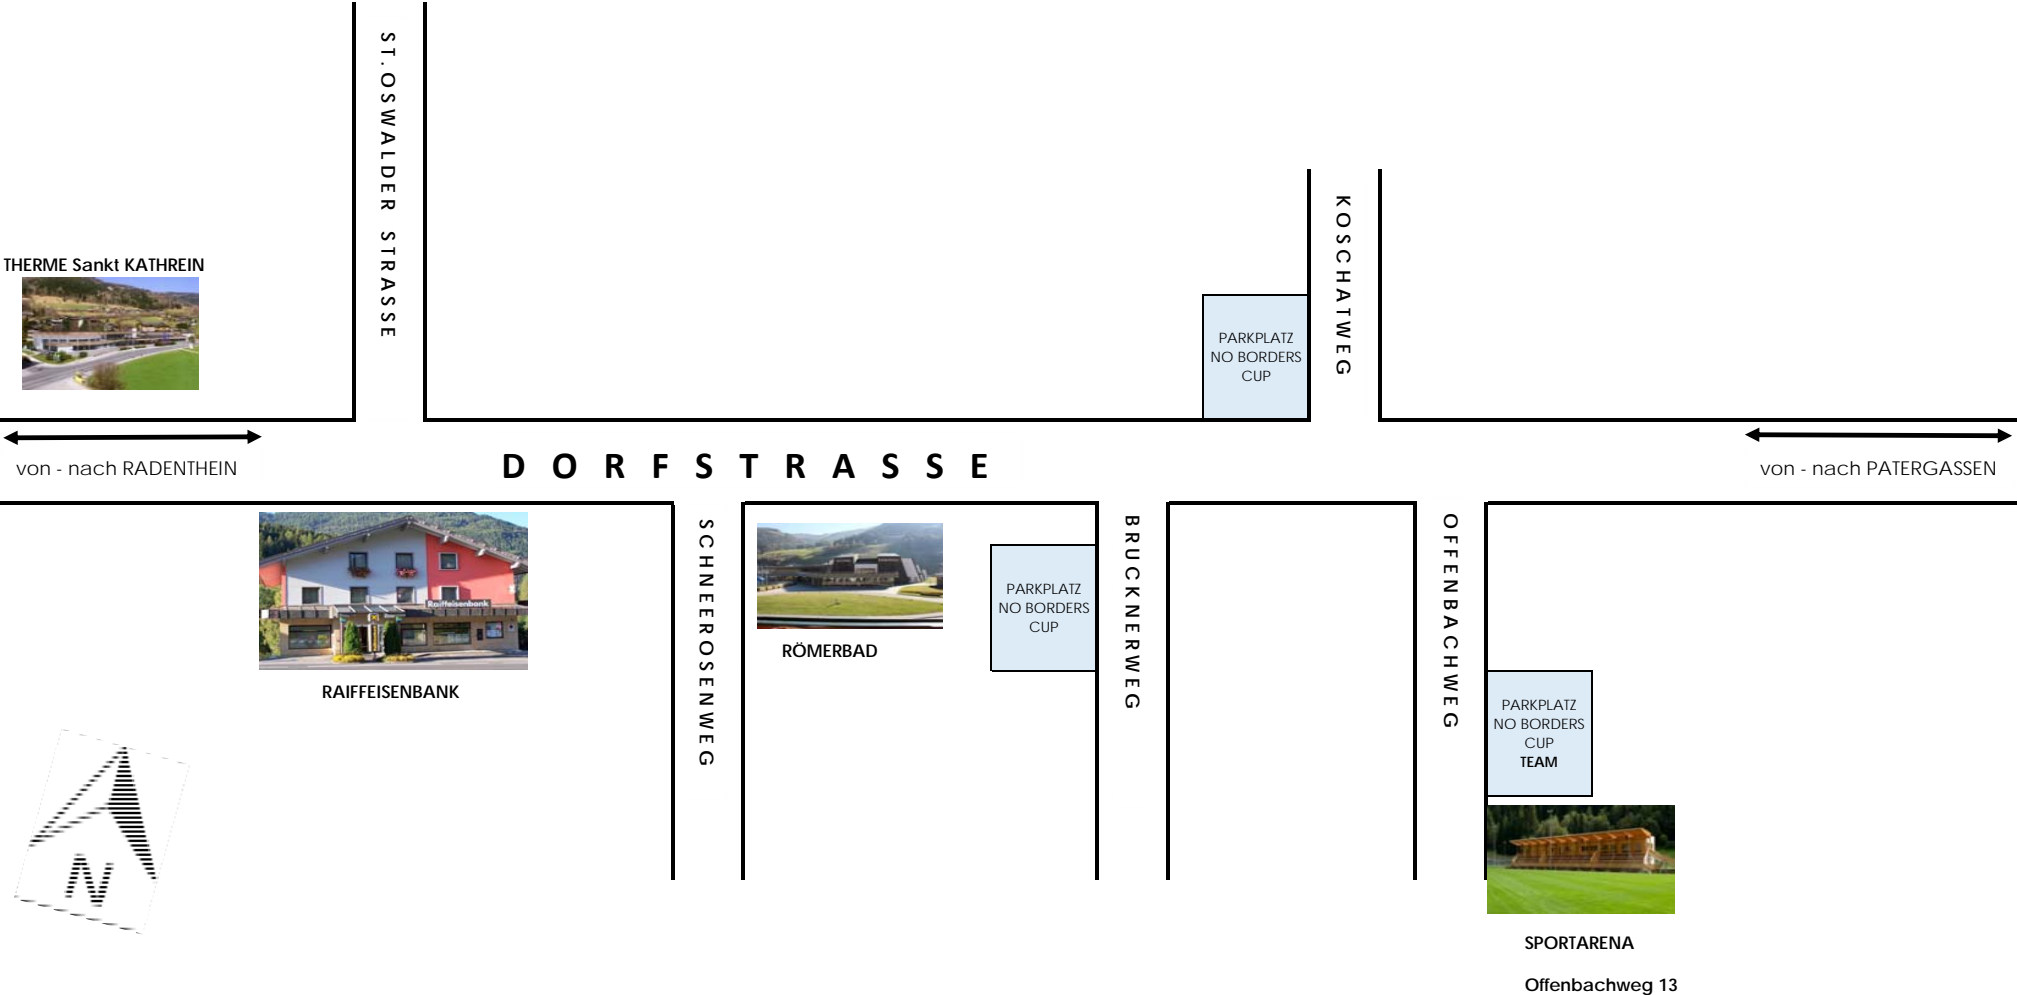 ST.OSWALDER STRASSE
KOSCHATWEG
THERME Sankt KATHREIN
PARKPLATZ
NO BORDERS
CUP
von - nach RADENTHEIN
DORFSTRASSE
von - nach PATERGASSEN
Raiffeisenbank
RAIFFEISENBANK
SCHNEEROSENWEG
RÖMERBAD
PARKPLATZ
NO BORDERS
CUP
BRUCKNERWEG
OFFENBACHWEG
PARKPLATZ
NO BORDERS
CUP
TEAM
N
SPORTARENA
Offenbachweg 13